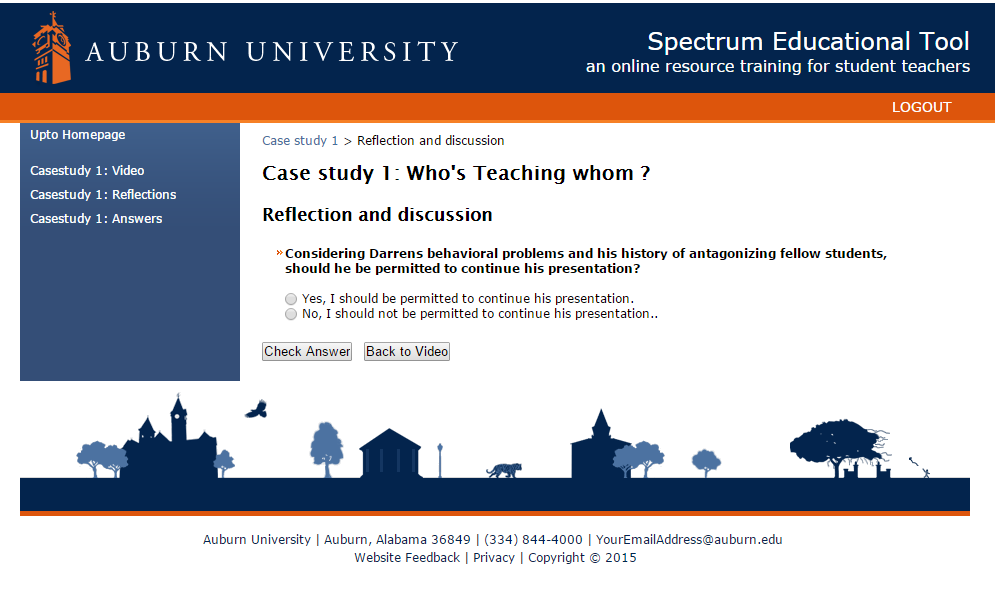 AUBURN UNIVERSITY
Spectrum Educational Tool
an online resource training for student teachers
LOGOUT
Upto Homepage
Casestudy 1: Video
Casestudy 1: Reflections
Casestudy 1: Answers
Case study 1 > Reflection and discussion
Case study 1: Who's Teaching whom ?
Reflection and discussion
» Considering Darrens behavioral problems and his history of antagonizing fellow students,
should he be permitted to continue his presentation?
Yes, I should be permitted to continue his presentation.
No, I should not be permitted to continue his presentation..
Check Answer Back to Video
Auburn University | Auburn, Alabama 36849 | (334) 844-4000 | YourEmailAddress@auburn.edu
Website Feedback | Privacy | Copyright © 2015